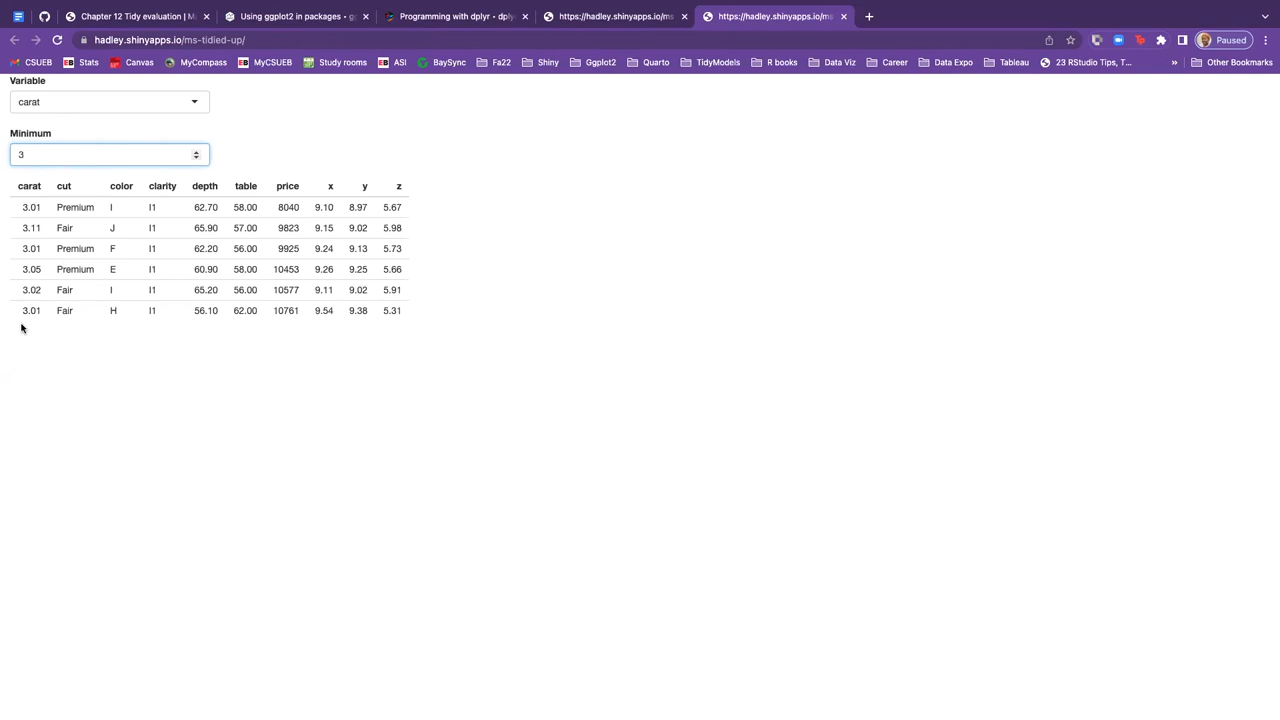 Chapter 12 Tidy evaluation | M
Using ggplot2 in packages • g
Programming with dplyr • dply
https://hadley.shinyapps.io/ms
https://hadley.shinyapps.io/ms
hadley.shinyapps.io/ms-tidied-up/
Paused
CSUEB
EB Stats
Canvas
MyCompass
EB MyCSUEB
Study rooms
EB ASI
BaySync
Fa22
Shiny
Ggplot2
Quarto
TidyModels
R books
Data Viz
Career
Data Expo
Tableau
23 RStudio Tips, T...
»
Other Bookmarks
Variable
carat
Minimum
3
carat cut color clarity depth table price x y z
3.01 Premium I I1 62.70 58.00 8040 9.10 8.97 5.67
3.11 Fair J I1 65.90 57.00 9823 9.15 9.02 5.98
3.01 Premium F I1 62.20 56.00 9925 9.24 9.13 5.73
3.05 Premium E I1 60.90 58.00 10453 9.26 9.25 5.66
3.02 Fair I I1 65.20 56.00 10577 9.11 9.02 5.91
3.01 Fair H I1 56.10 62.00 10761 9.54 9.38 5.31